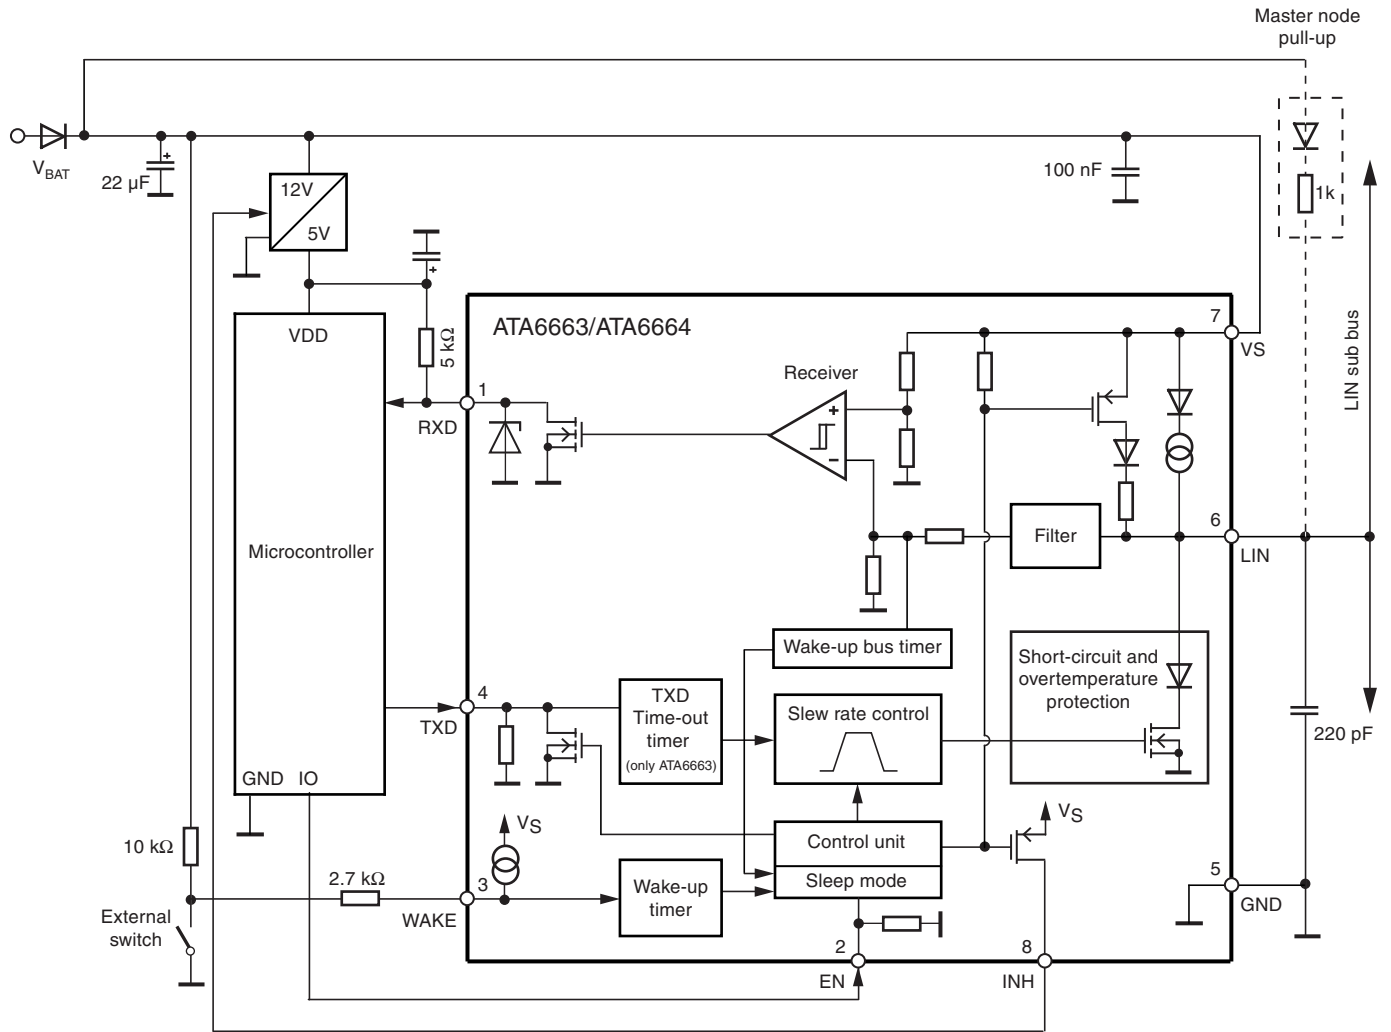 Master node
pull-up
VBAT
22 µF
12V
5V
100 nF
1k
LIN sub bus
VDD
5 kΩ
ATA6663/ATA6664
7
VS
Receiver
+
-
1
RXD
Microcontroller
Filter
6
LIN
Wake-up bus timer
Short-circuit and
overtemperature
protection
4
TXD
TXD
Time-out
timer
(only ATA6663)
Slew rate control
220 pF
GND IO
VS
VS
10 kΩ
Control unit
Sleep mode
2.7 kΩ
3
WAKE
Wake-up
timer
5
GND
External
switch
2
EN
8
INH